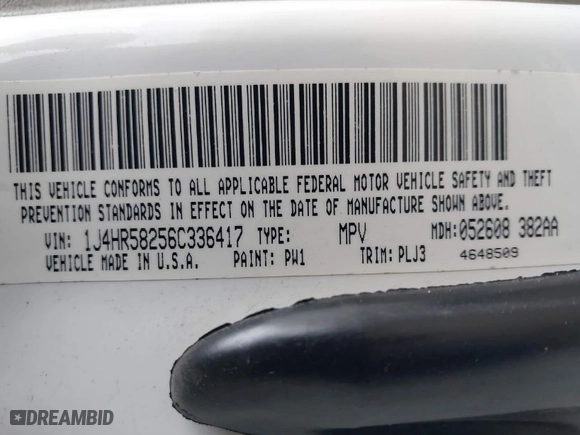 THIS VEHICLE CONFORMS TO ALL APPLICABLE FEDERAL MOTOR VEHICLE SAFETY AND THEFT
PREVENTION STANDARDS IN EFFECT ON THE DATE OF MANUFACTURE SHOWN ABOVE.
VIN: 1J4HR58256C336417 TYPE: MPV MDH: 052608 382AA
VEHICLE MADE IN U.S.A. PAINT: PW1 TRIM: PLJ3 4648509
DREAMBID